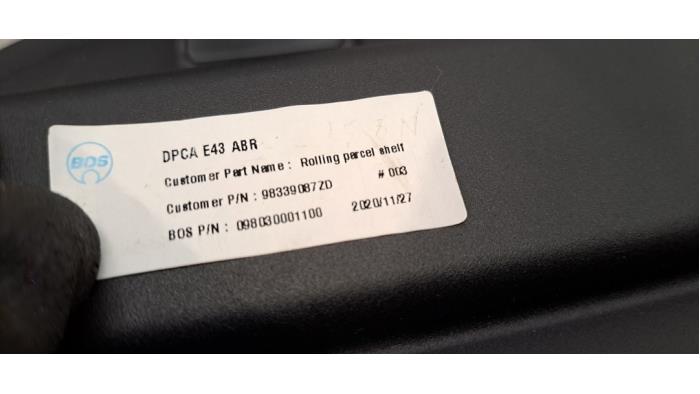 BOS
DPCA E43 ABR
Customer Part Name : Rolling parcel shelf
Customer P/N : 98339087ZD # 003
BOS P/N : 098030001100 2020/11/27